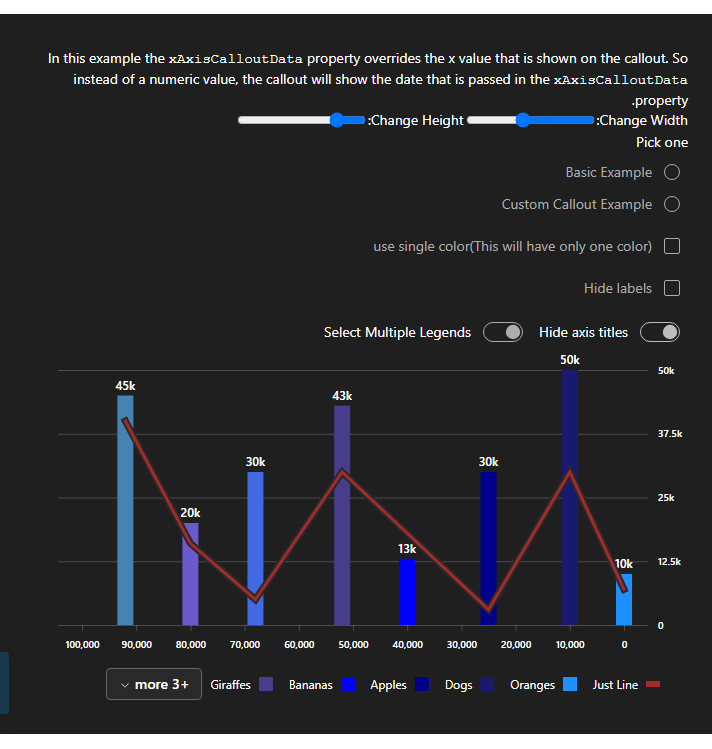 In this example the xAxisCalloutData property overrides the x value that is shown on the callout. So
instead of a numeric value, the callout will show the date that is passed in the xAxisCalloutData
.property
:Change Width :Change Height
Pick one
Basic Example
Custom Callout Example
use single color(This will have only one color)
Hide labels
Select Multiple Legends Hide axis titles
50k
50k
45k
43k
37.5k
30k
30k
25k
20k
13k
12.5k
10k
0
100,000 90,000 80,000 70,000 60,000 50,000 40,000 30,000 20,000 10,000 0
more 3+ Giraffes Bananas Apples Dogs Oranges Just Line